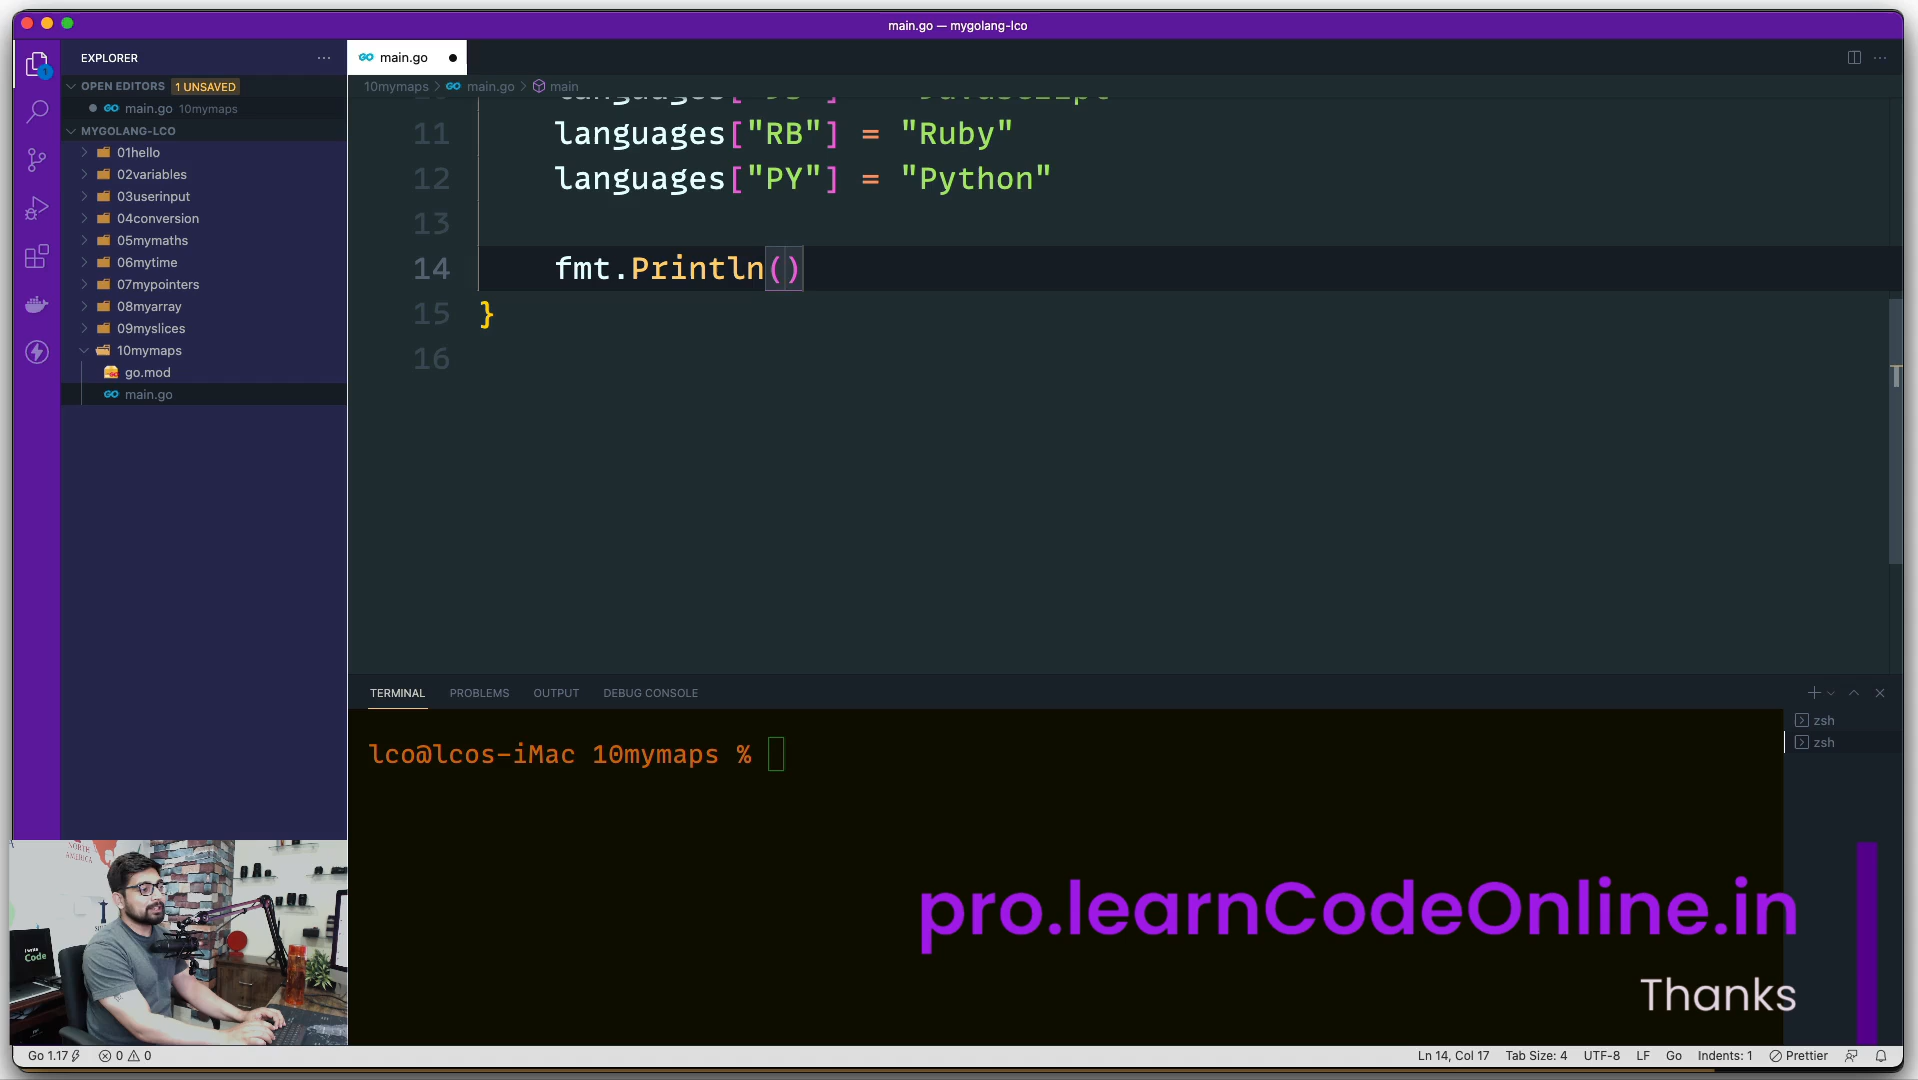 main.go — mygolang-lco
EXPLORER
OPEN EDITORS 1 UNSAVED
main.go 10mymaps
MYGOLANG-LCO
01hello
02variables
03userinput
04conversion
05mymaths
06mytime
07mypointers
08myarray
09myslices
10mymaps
go.mod
main.go
main.go
10mymaps > main.go > main
11 languages["RB"] = "Ruby"
12 languages["PY"] = "Python"
13
14 fmt.Println()
15 }
16
TERMINAL PROBLEMS OUTPUT DEBUG CONSOLE
zsh
zsh
lco@lcos-iMac 10mymaps %
NORTH
AMERICA
Code
pro.learnCodeOnline.in
Thanks
Go 1.17 0 0
Ln 14, Col 17 Tab Size: 4 UTF-8 LF Go Indents: 1 Prettier